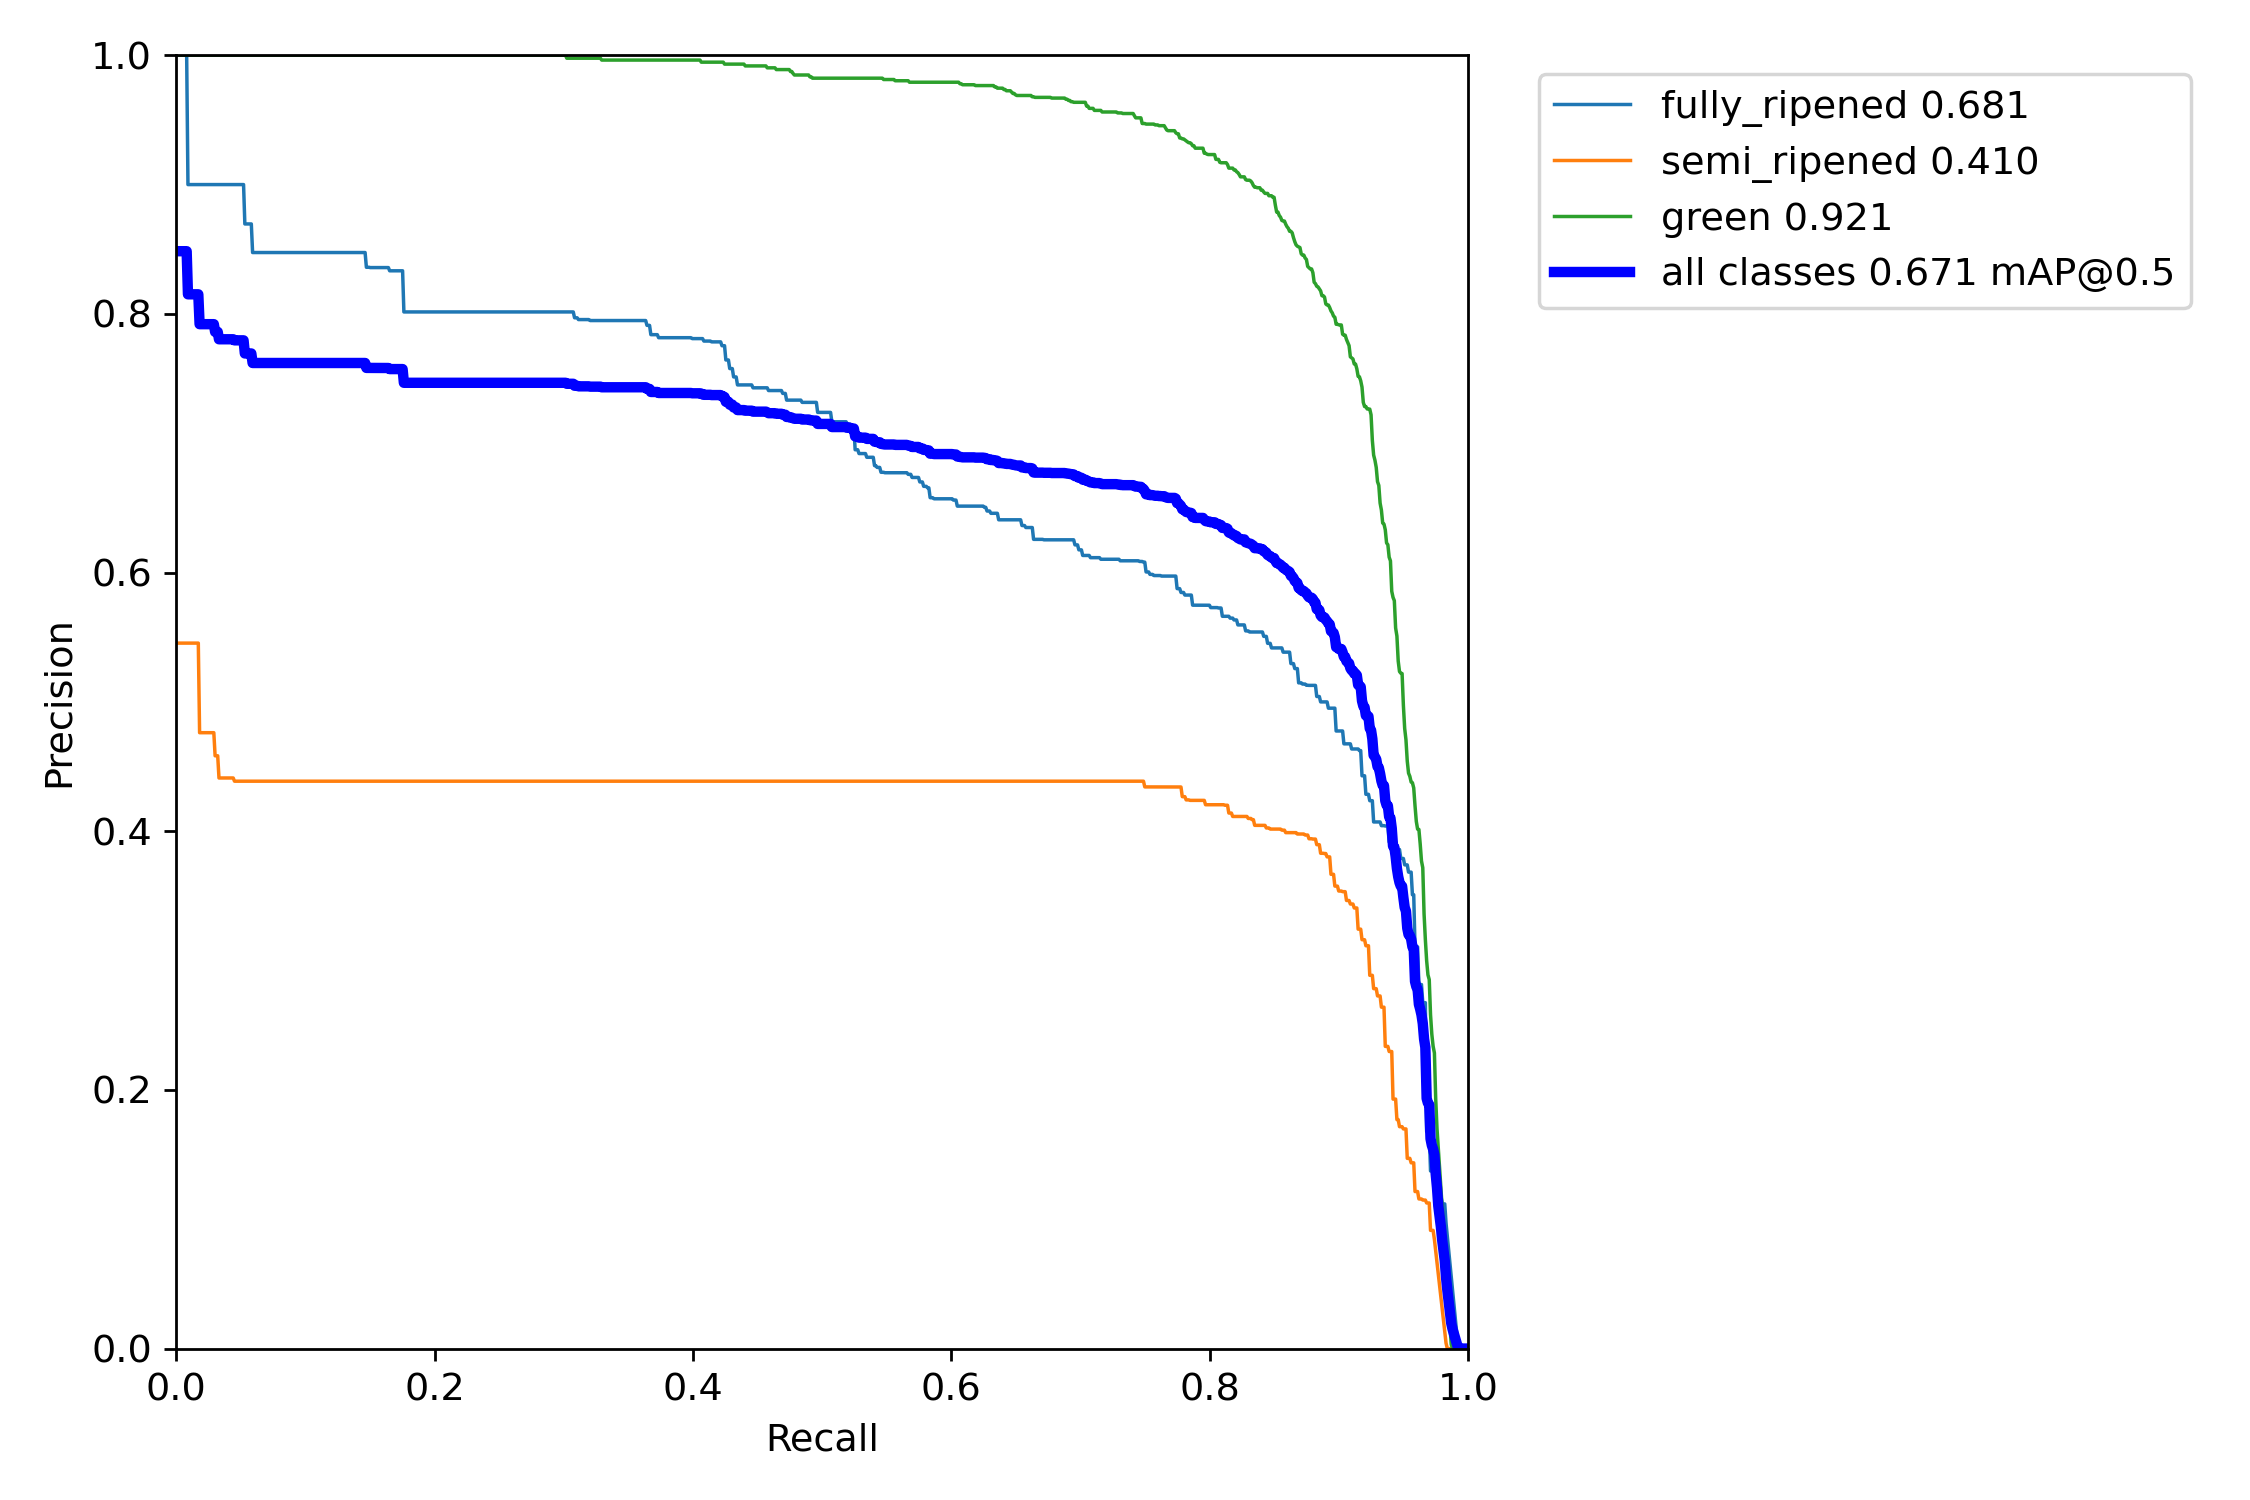 1.0
0.8
0.6
0.4
0.2
0.0
0.0 0.2 0.4 0.6 0.8 1.0
Precision
Recall
fully_ripened 0.681
semi_ripened 0.410
green 0.921
all classes 0.671 mAP@0.5